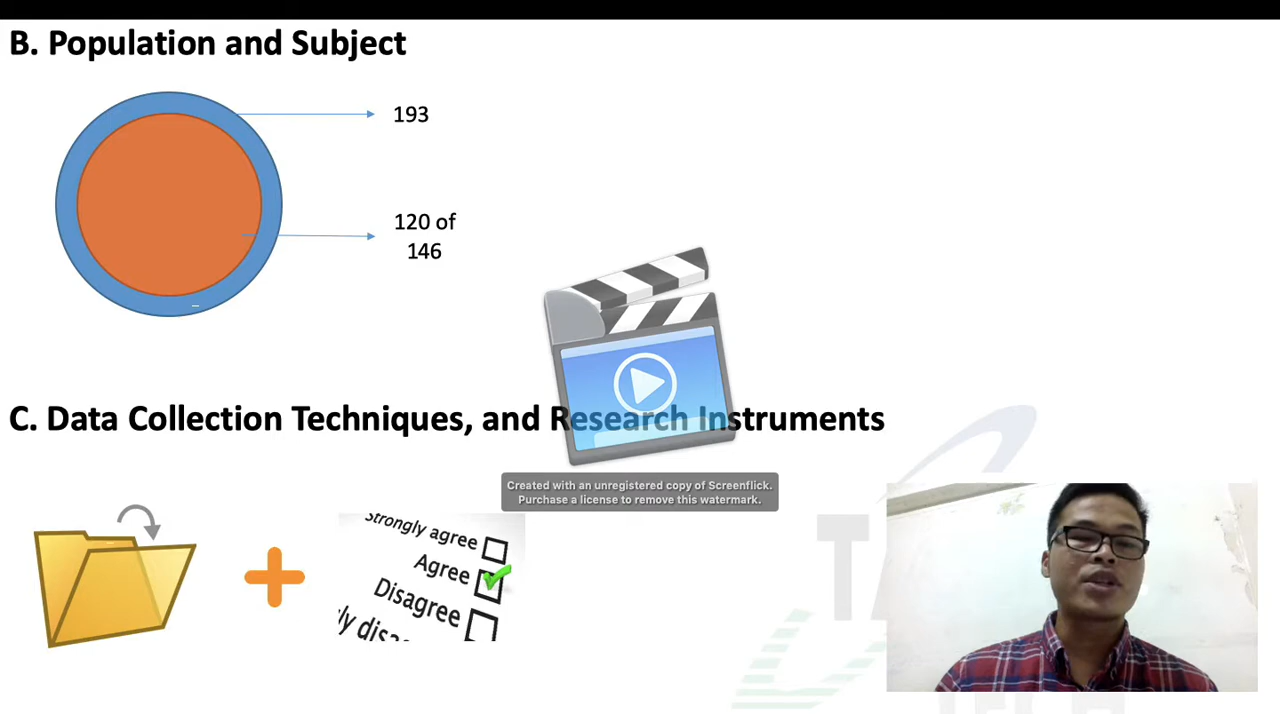 B. Population and Subject
193
120 of
146
C. Data Collection Techniques, and Research Instruments
Created with an unregistered copy of Screenflick.
Purchase a license to remove this watermark.
Strongly agree
Agree
Disagree